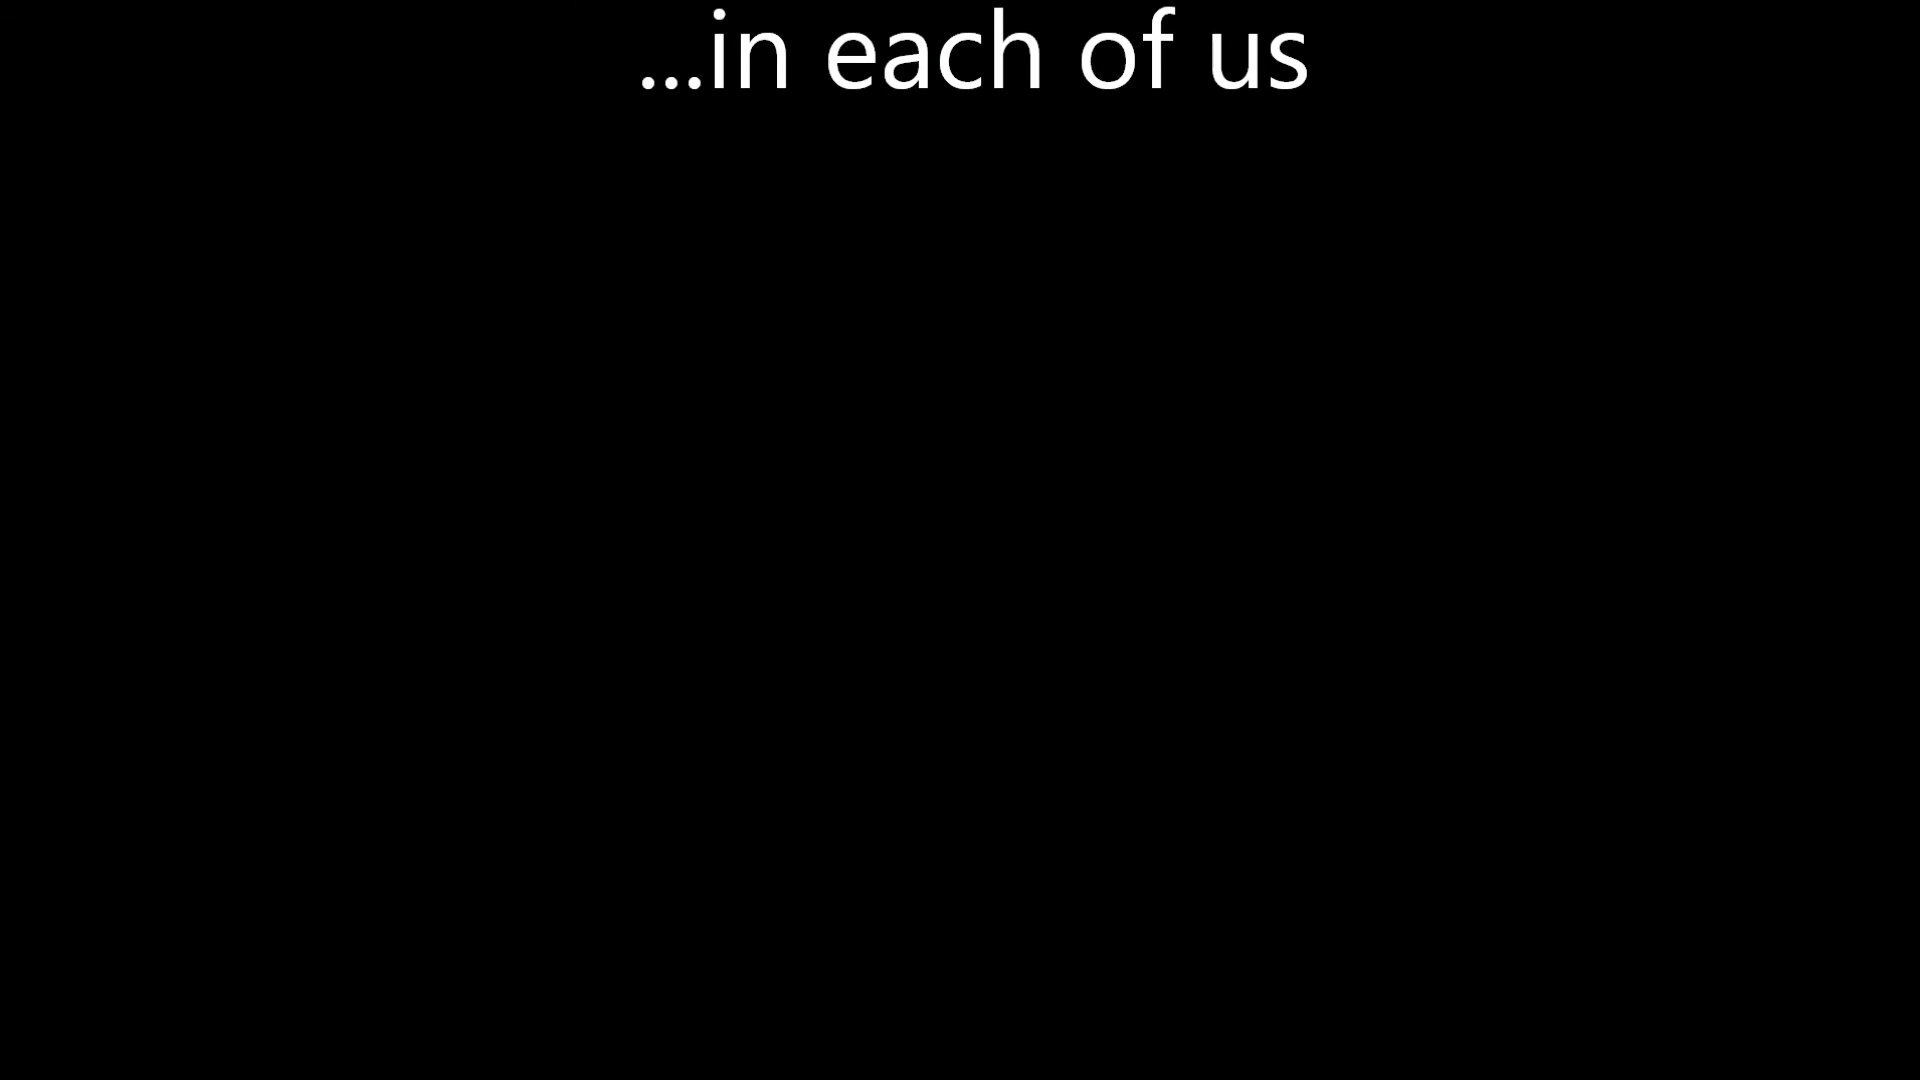 ...in each of us